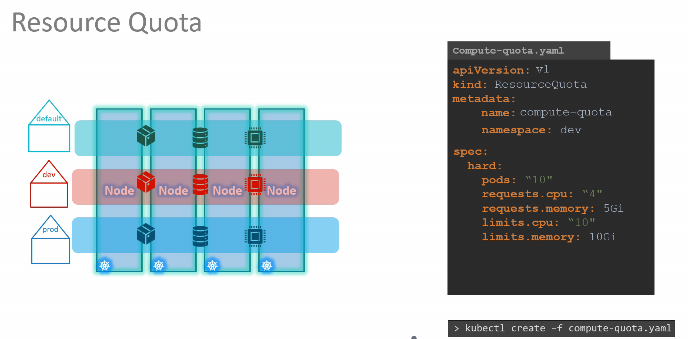 Resource Quota
default
dev
prod
Node
Node
Node
Node
Compute-quota.yaml
apiVersion: v1
kind: ResourceQuota
metadata:
name: compute-quota
namespace: dev
spec:
hard:
pods: “10”
requests.cpu: “4”
requests.memory: 5Gi
limits.cpu: “10”
limits.memory: 10Gi
> kubectl create –f compute-quota.yaml